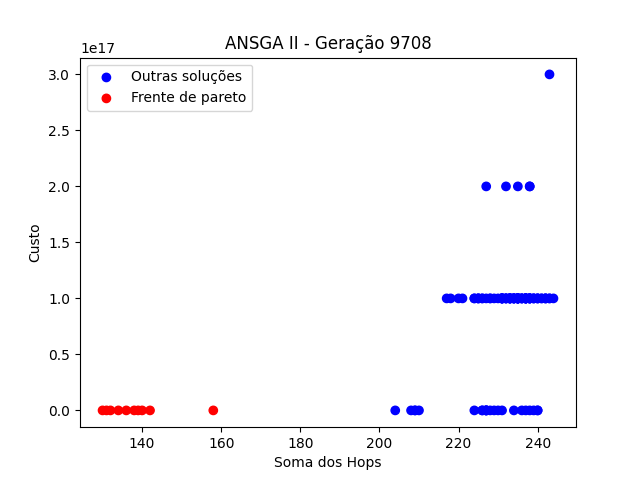 ANSGA II - Geração 9708
1e17
Outras soluções
Frente de pareto
3.0
2.5
2.0
1.5
1.0
0.5
0.0
Custo
140 160 180 200 220 240
Soma dos Hops